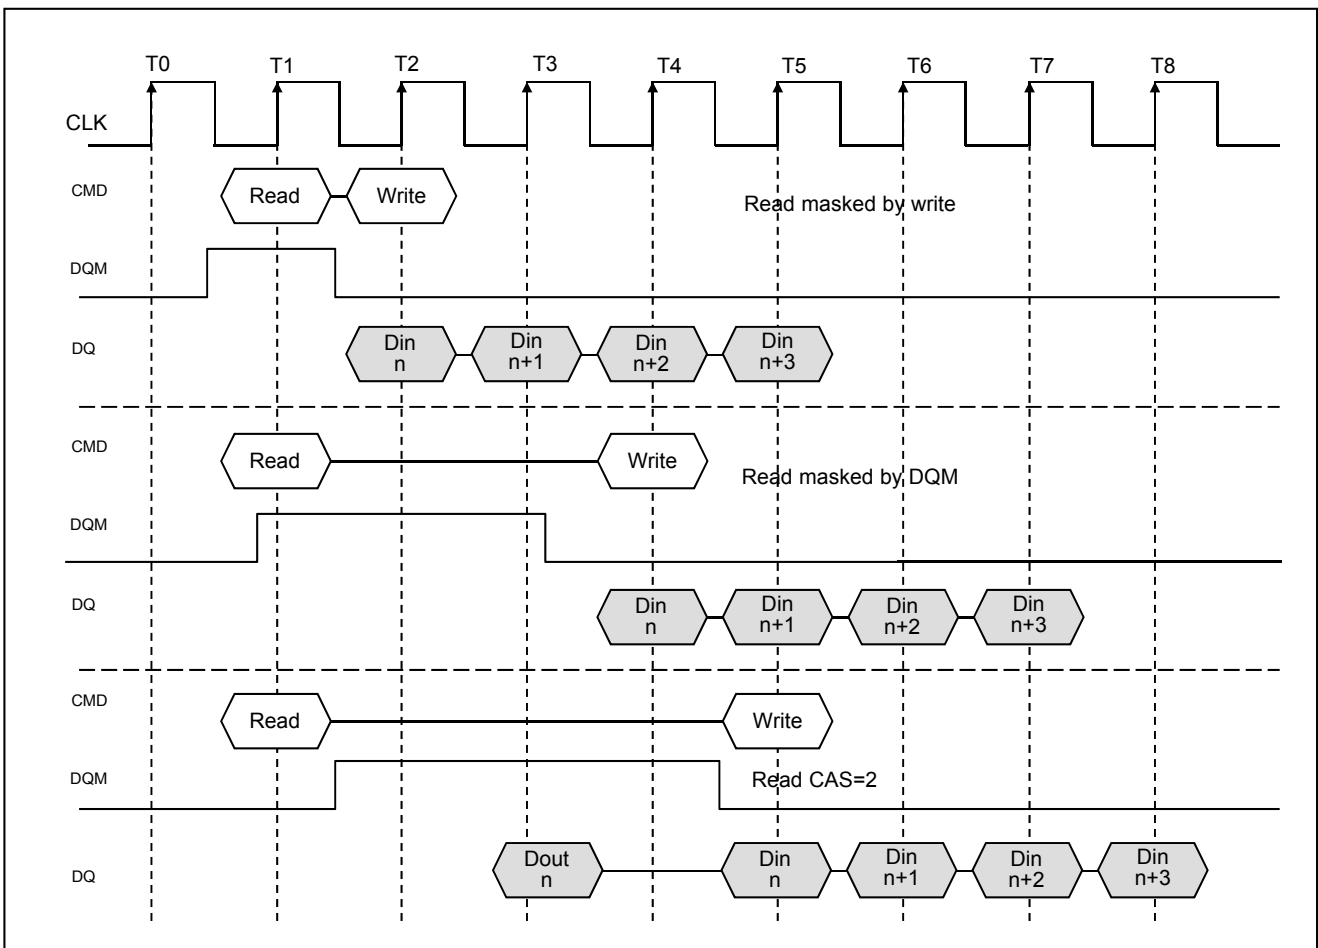 T0 T1 T2 T3 T4 T5 T6 T7 T8
CLK
CMD Read Write Read masked by write
DQM
DQ Din n Din n+1 Din n+2 Din n+3
CMD Read Write Read masked by DQM
DQM
DQ Din n Din n+1 Din n+2 Din n+3
CMD Read Write
DQM Read CAS=2
DQ Dout n Din n Din n+1 Din n+2 Din n+3